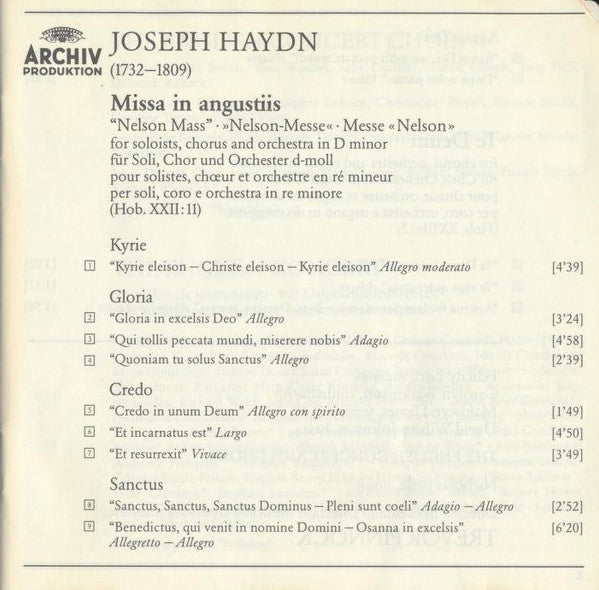 ARCHIV
PRODUKTION
JOSEPH HAYDN
(1732–1809)
Missa in angustiis
“Nelson Mass” · »Nelson-Messe« · Messe «Nelson»
for soloists, chorus and orchestra in D minor
für Soli, Chor und Orchester d-moll
pour solistes, chœur et orchestre en ré mineur
per soli, coro e orchestra in re minore
(Hob. XXII:11)
Kyrie
1 “Kyrie eleison – Christe eleison – Kyrie eleison” Allegro moderato [4’39]
Gloria
2 “Gloria in excelsis Deo” Allegro [3’24]
3 “Qui tollis peccata mundi, miserere nobis” Adagio [4’58]
4 “Quoniam tu solus Sanctus” Allegro [2’39]
Credo
5 “Credo in unum Deum” Allegro con spirito [1’49]
6 “Et incarnatus est” Largo [4’50]
7 “Et resurrexit” Vivace [3’49]
Sanctus
8 “Sanctus, Sanctus, Sanctus Dominus – Pleni sunt coeli” Adagio – Allegro [2’52]
9 “Benedictus, qui venit in nomine Domini – Osanna in excelsis” [6’20]
Allegretto – Allegro